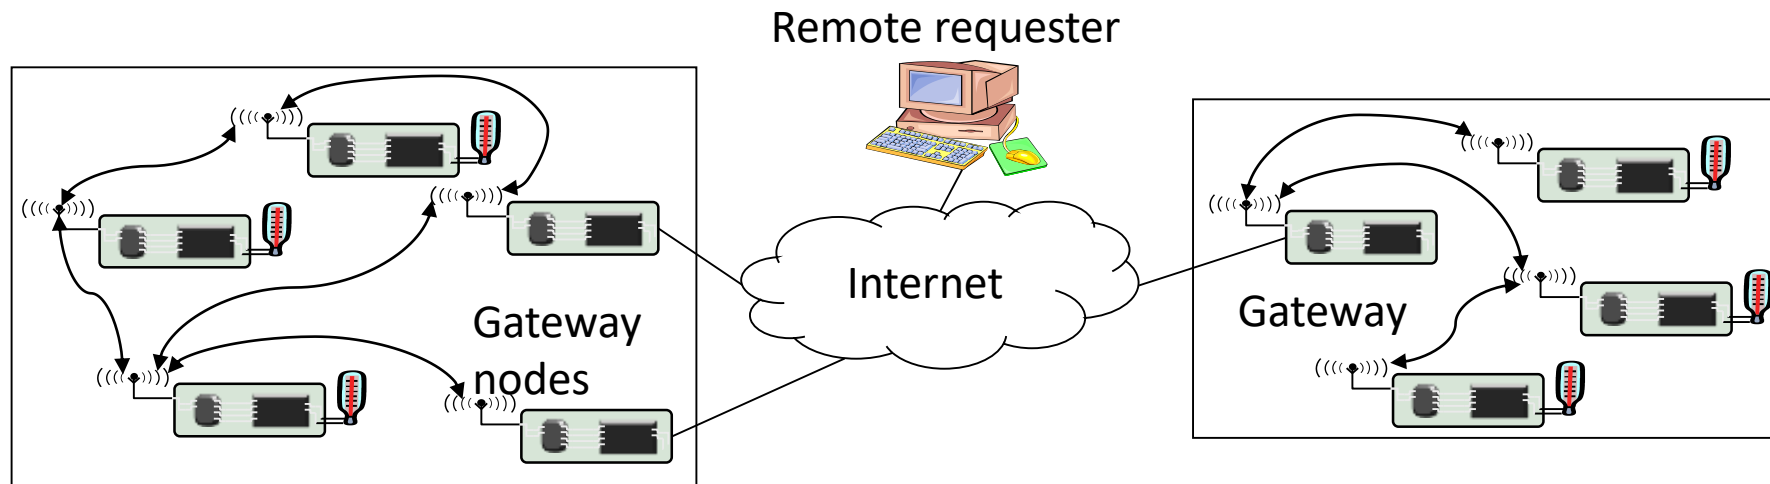 Remote requester
Gateway
nodes
Internet
Gateway